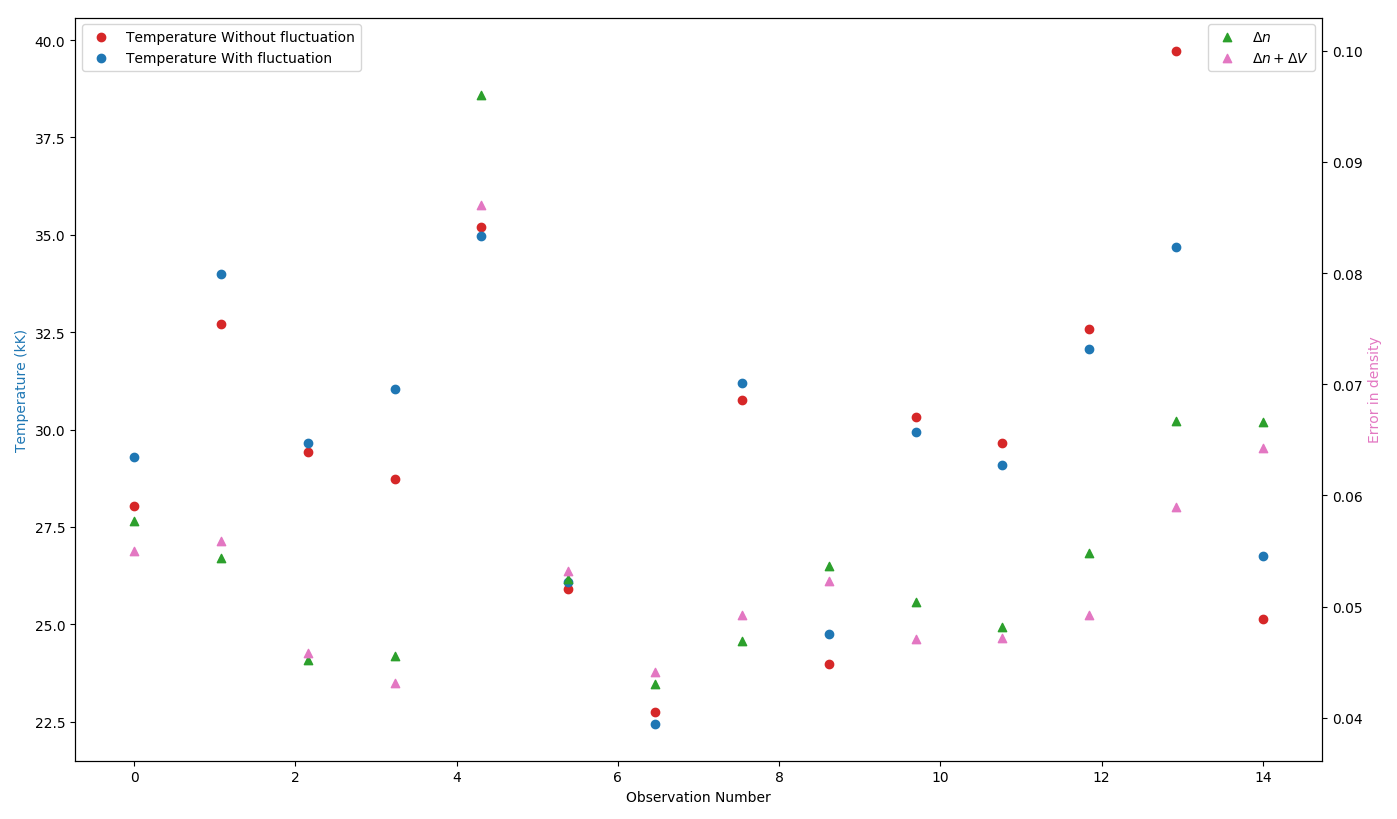 Temperature Without fluctuation
Temperature With fluctuation
Δn
Δn + ΔV
40.0
37.5
35.0
32.5
30.0
27.5
25.0
22.5
Temperature (kK)
0.10
0.09
0.08
0.07
0.06
0.05
0.04
Error in density
0 2 4 6 8 10 12 14
Observation Number